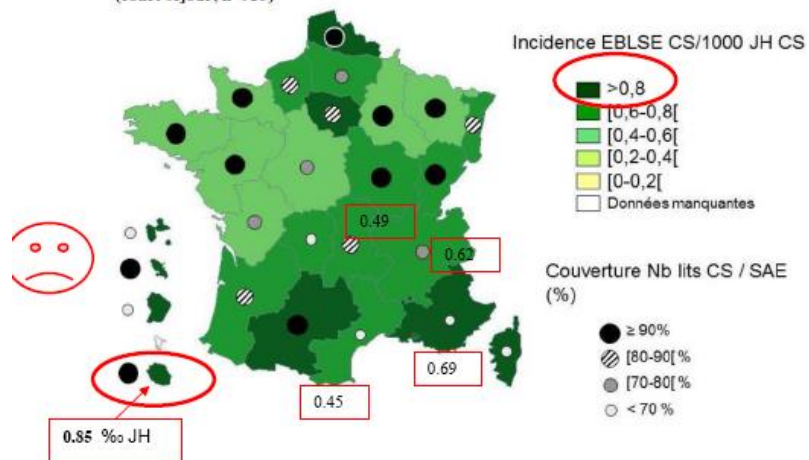 Incidence EBLSE CS/1000 JH CS
>0,8
[0,6-0,8[
[0,4-0,6[
[0,2-0,4[
[0-0,2[
Données manquantes
0.49
0.62
Couverture Nb lits CS / SAE
(%)
≥ 90%
[80-90[ %
[70-80[ %
< 70 %
0.69
0.45
0.85 ‰ JH